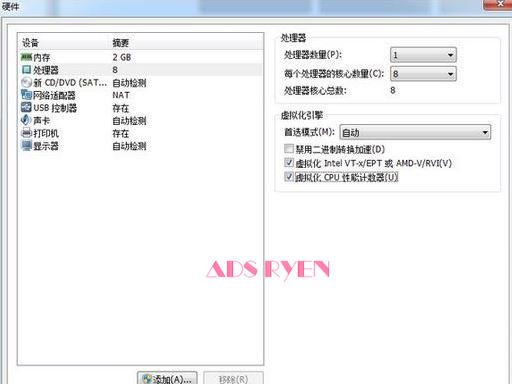 硬件
设备 摘要
内存 2 GB
处理器 8
新 CD/DVD (SAT... 自动检测
网络适配器 NAT
USB 控制器 存在
声卡 自动检测
打印机 存在
显示器 自动检测
处理器
处理器数量(P): 1
每个处理器的核心数量(C): 8
处理器核心总数: 8
虚拟化引擎
首选模式(M): 自动
禁用二进制转换加速(D)
虚拟化 Intel VT-x/EPT 或 AMD-V/RVI(V)
虚拟化 CPU 性能计数器(U)
ADS RYEN
添加(A)... 移除(R)